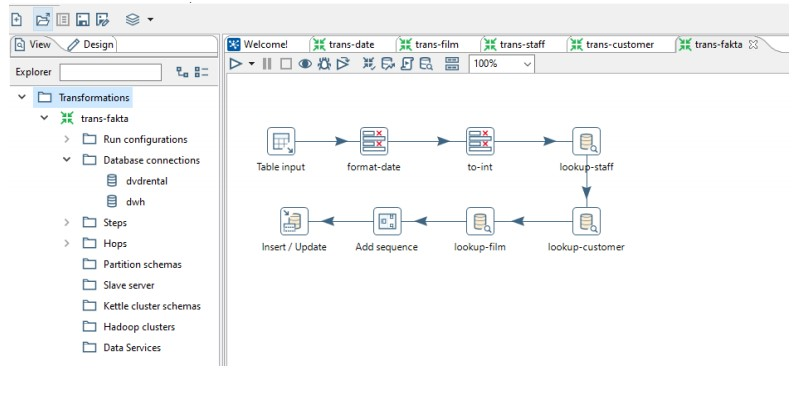 View
Design
Welcome!
trans-date
trans-film
trans-staff
trans-customer
trans-fakta
Explorer
100%
Transformations
trans-fakta
Run configurations
Database connections
dvdrental
dwh
Steps
Hops
Partition schemas
Slave server
Kettle cluster schemas
Hadoop clusters
Data Services
Table input
format-date
to-int
lookup-staff
Insert / Update
Add sequence
lookup-film
lookup-customer